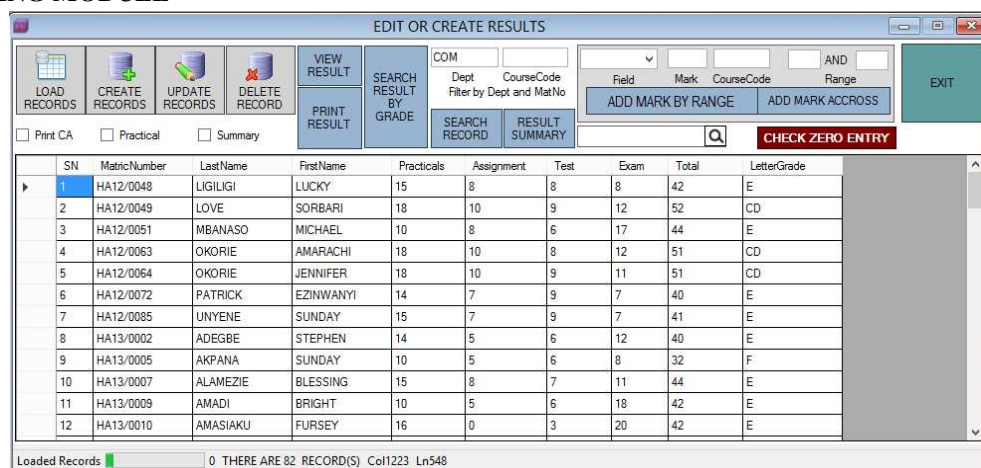 ING MODULE
EDIT OR CREATE RESULTS
LOAD RECORDS
CREATE RECORDS
UPDATE RECORDS
DELETE RECORD
VIEW RESULT
PRINT RESULT
SEARCH RESULT BY GRADE
COM
Dept CourseCode
Filter by Dept and MatNo
SEARCH RECORD
RESULT SUMMARY
AND
Field Mark CourseCode Range
ADD MARK BY RANGE
ADD MARK ACCROSS
EXIT
Print CA
Practical
Summary
CHECK ZERO ENTRY
SN MatricNumber LastName FirstName Practicals Assignment Test Exam Total LetterGrade
1 HA12/0048 LIGILIGI LUCKY 15 8 8 8 42 E
2 HA12/0049 LOVE SORBARI 18 10 9 12 52 CD
3 HA12/0051 MBANASO MICHAEL 10 8 6 17 44 E
4 HA12/0063 OKORIE AMARACHI 18 10 8 12 51 CD
5 HA12/0064 OKORIE JENNIFER 18 10 9 11 51 CD
6 HA12/0072 PATRICK EZINWANYI 14 7 9 7 40 E
7 HA12/0085 UNYENE SUNDAY 15 7 9 7 41 E
8 HA13/0002 ADEGBE STEPHEN 14 5 6 12 40 E
9 HA13/0005 AKPANA SUNDAY 10 5 6 8 32 F
10 HA13/0007 ALAMEZIE BLESSING 15 8 7 11 44 E
11 HA13/0009 AMADI BRIGHT 10 5 6 18 42 E
12 HA13/0010 AMASIAKU FURSEY 16 0 3 20 42 E
Loaded Records 0 THERE ARE 82 RECORD(S) Col1223 Ln548